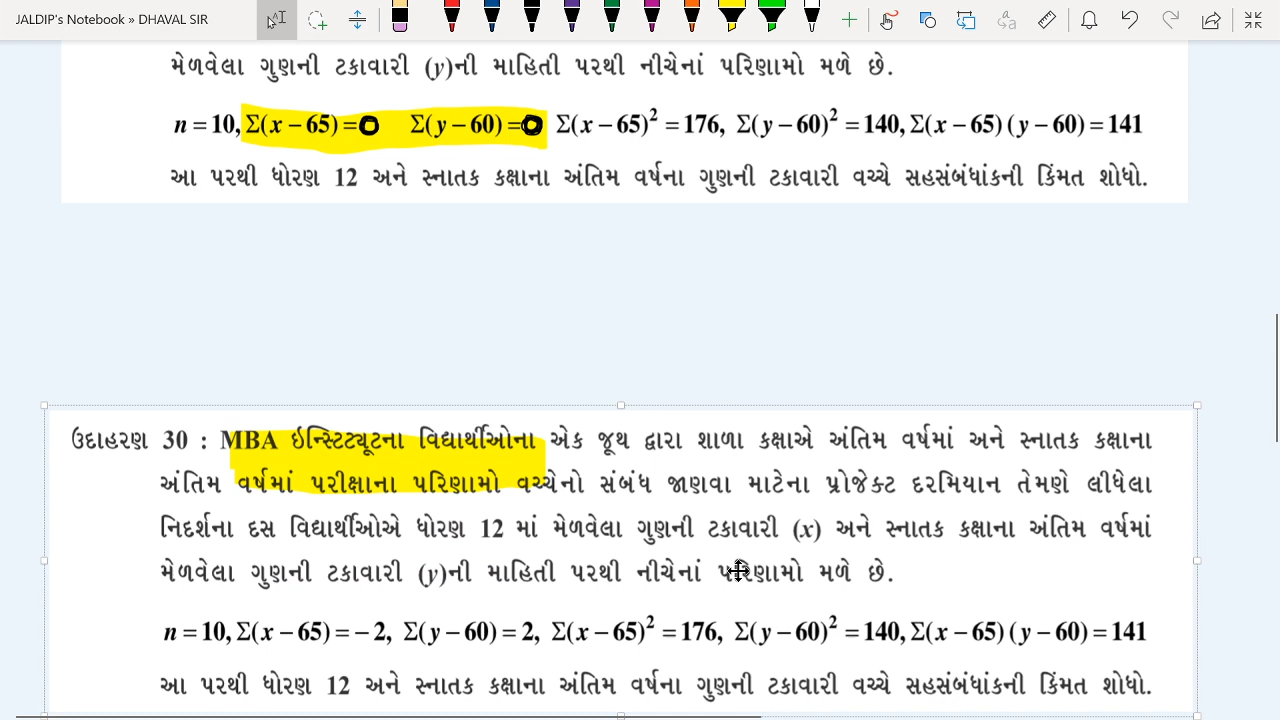 JALDIP's Notebook » DHAVAL SIR
મેળવેલા ગુણની ટકાવારી (y)ની માહિતી પરથી નીચેનાં પરિણામો મળે છે.
n = 10, Σ(x − 65) = 0 Σ(y − 60) = 0 Σ(x − 65)² = 176, Σ(y − 60)² = 140, Σ(x − 65) (y − 60) = 141
આ પરથી ધોરણ 12 અને સ્નાતક કક્ષાના અંતિમ વર્ષના ગુણની ટકાવારી વચ્ચે સહસંબંધાંકની કિંમત શોધો.
ઉદાહરણ 30 : MBA ઇન્સ્ટિટ્યૂટના વિદ્યાર્થીઓના એક જૂથ દ્વારા શાળા કક્ષાએ અંતિમ વર્ષમાં અને સ્નાતક કક્ષાના
અંતિમ વર્ષમાં પરીક્ષાના પરિણામો વચ્ચેનો સંબંધ જાણવા માટેના પ્રોજેક્ટ દરમિયાન તેમણે લીધેલા
નિદર્શના દસ વિદ્યાર્થીઓએ ધોરણ 12 માં મેળવેલા ગુણની ટકાવારી (x) અને સ્નાતક કક્ષાના અંતિમ વર્ષમાં
મેળવેલા ગુણની ટકાવારી (y)ની માહિતી પરથી નીચેનાં પરિણામો મળે છે.
n = 10, Σ(x − 65) = − 2, Σ(y − 60) = 2, Σ(x − 65)² = 176, Σ(y − 60)² = 140, Σ(x − 65) (y − 60) = 141
આ પરથી ધોરણ 12 અને સ્નાતક કક્ષાના અંતિમ વર્ષના ગુણની ટકાવારી વચ્ચે સહસંબંધાંકની કિંમત શોધો.